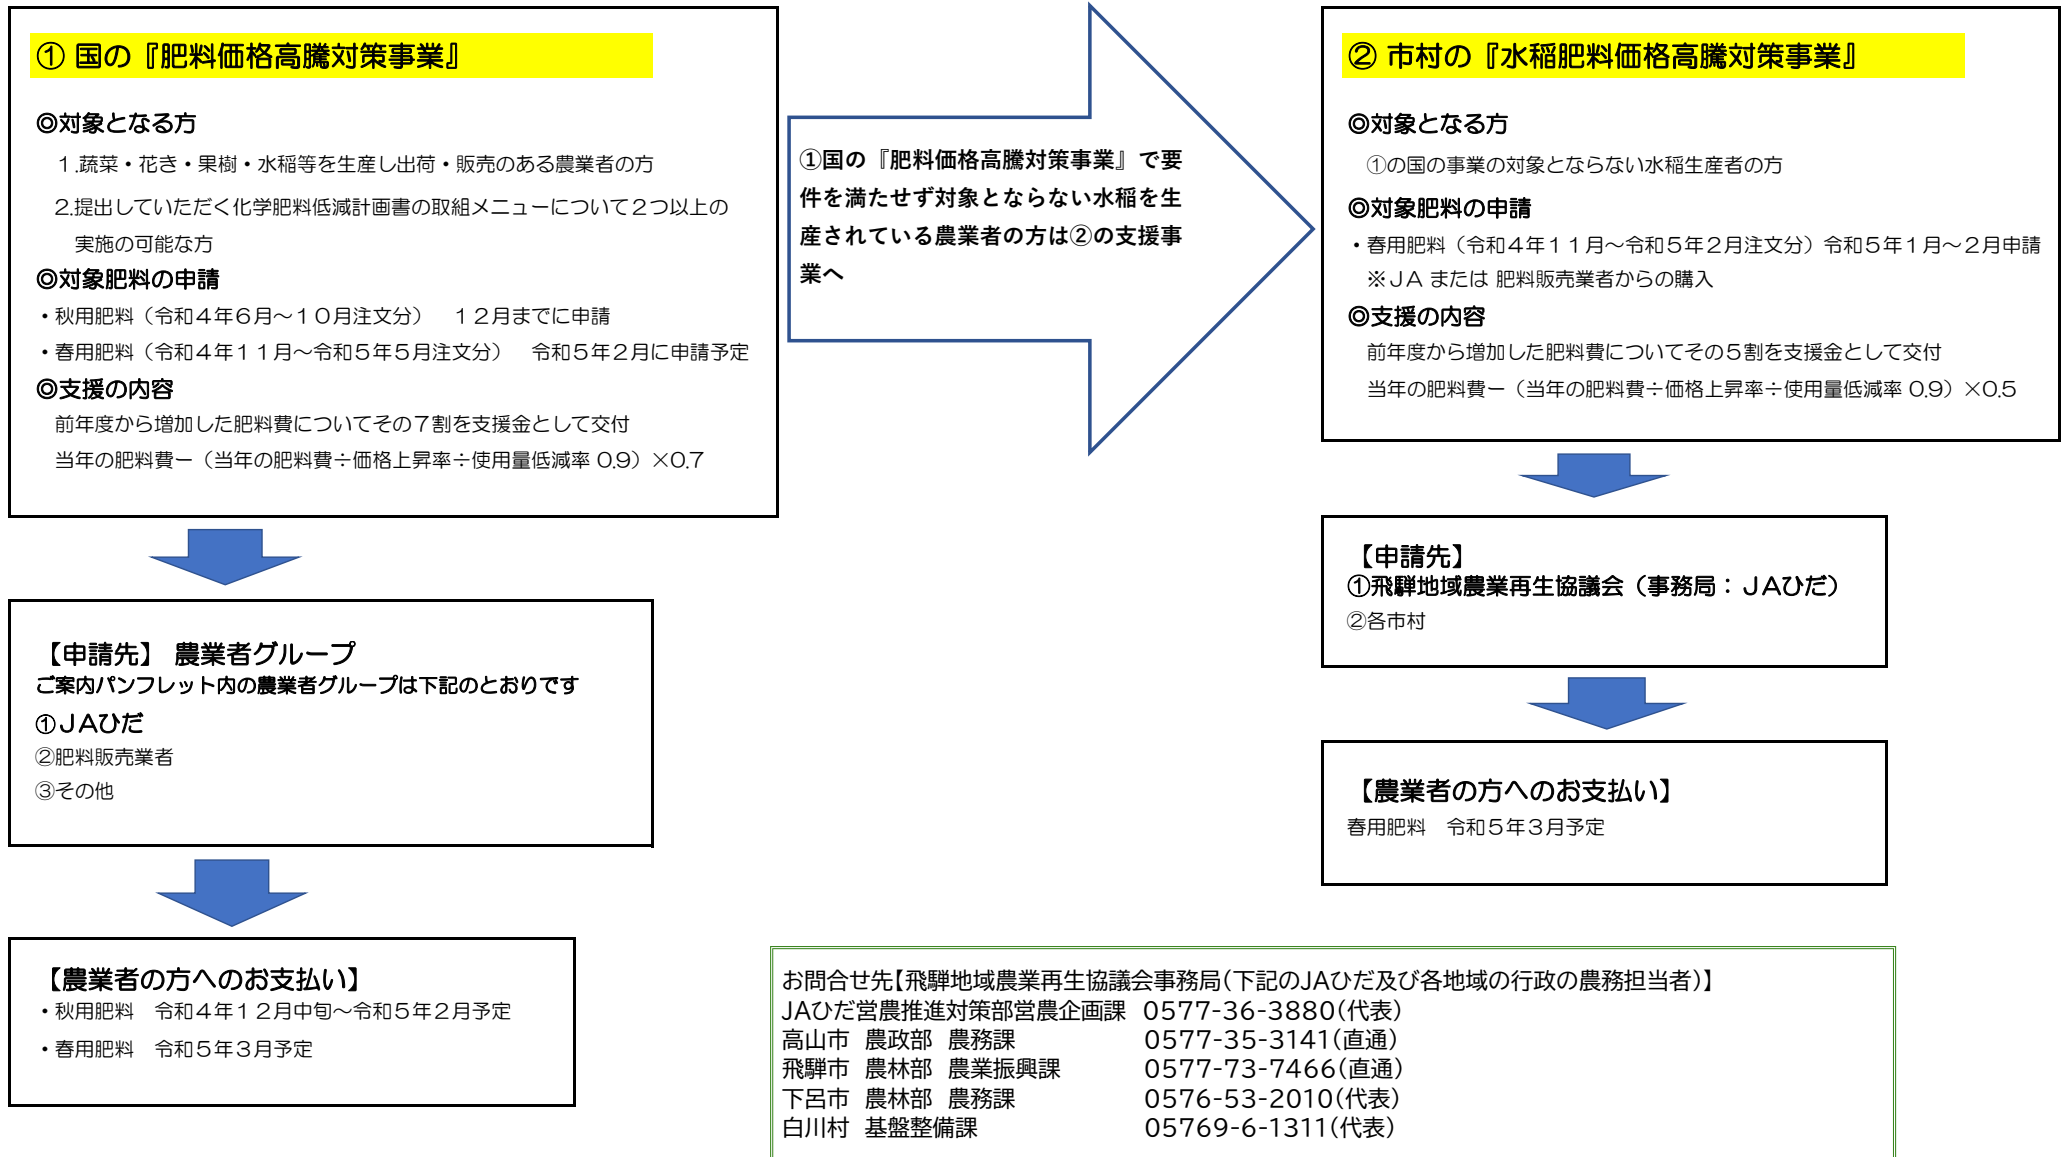 ① 国の『肥料価格高騰対策事業』
◎対象となる方
１.蔬菜・花き・果樹・水稲等を生産し出荷・販売のある農業者の方
2.提出していただく化学肥料低減計画書の取組メニューについて２つ以上の
実施の可能な方
◎対象肥料の申請
・秋用肥料（令和４年６月～１０月注文分）　１２月までに申請
・春用肥料（令和４年１１月～令和５年５月注文分）　令和５年２月に申請予定
◎支援の内容
前年度から増加した肥料費についてその７割を支援金として交付
当年の肥料費ー（当年の肥料費÷価格上昇率÷使用量低減率 0.9）×0.7
①国の『肥料価格高騰対策事業』で要
件を満たせず対象とならない水稲を生
産されている農業者の方は②の支援事
業へ
② 市村の『水稲肥料価格高騰対策事業』
◎対象となる方
①の国の事業の対象とならない水稲生産者の方
◎対象肥料の申請
・春用肥料（令和４年１１月～令和５年２月注文分）令和５年１月～２月申請
※ＪＡ または 肥料販売業者からの購入
◎支援の内容
前年度から増加した肥料費についてその５割を支援金として交付
当年の肥料費ー（当年の肥料費÷価格上昇率÷使用量低減率 0.9）×0.5
【申請先】 農業者グループ
ご案内パンフレット内の農業者グループは下記のとおりです
①ＪＡひだ
②肥料販売業者
③その他
【農業者の方へのお支払い】
・秋用肥料　令和４年１２月中旬～令和５年２月予定
・春用肥料　令和５年３月予定
【申請先】
①飛騨地域農業再生協議会（事務局：ＪＡひだ）
②各市村
【農業者の方へのお支払い】
春用肥料　令和５年３月予定
お問合せ先【飛騨地域農業再生協議会事務局(下記のJAひだ及び各地域の行政の農務担当者)】
JAひだ営農推進対策部営農企画課 0577-36-3880(代表)
高山市 農政部 農務課 0577-35-3141(直通)
飛騨市 農林部 農業振興課 0577-73-7466(直通)
下呂市 農林部 農務課 0576-53-2010(代表)
白川村 基盤整備課 05769-6-1311(代表)